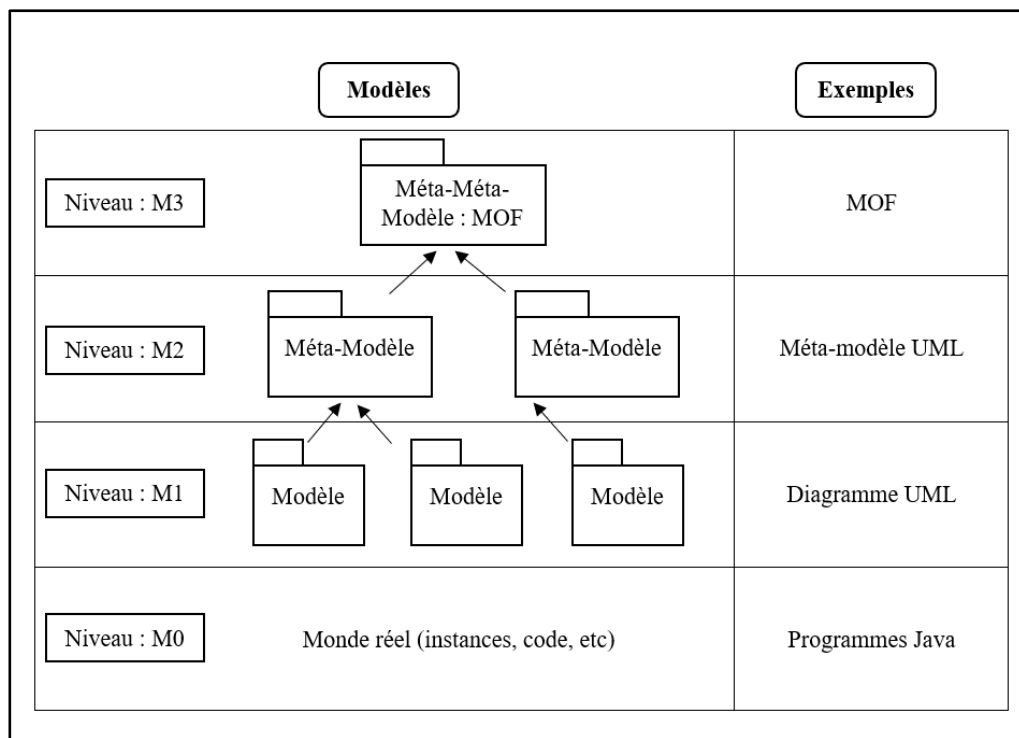 Modèles
Exemples
Niveau : M3
Méta-Méta-
Modèle : MOF
MOF
Niveau : M2
Méta-Modèle
Méta-Modèle
Méta-modèle UML
Niveau : M1
Modèle
Modèle
Modèle
Diagramme UML
Niveau : M0
Monde réel (instances, code, etc)
Programmes Java